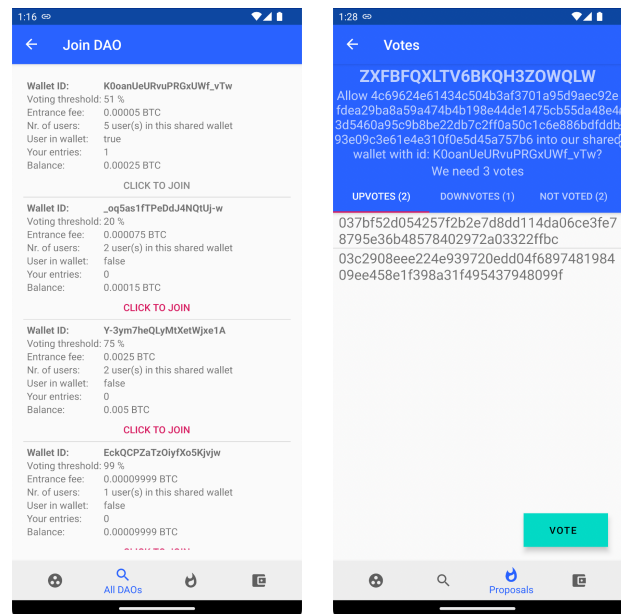 1:16
Join DAO
Wallet ID: K0oanUeURvuPRGxUWf_vTw
Voting threshold: 51 %
Entrance fee: 0.00005 BTC
Nr. of users: 5 user(s) in this shared wallet
User in wallet: true
Your entries: 1
Balance: 0.00025 BTC
CLICK TO JOIN
Wallet ID: _oq5as1fTPeDdJ4NQtUj-w
Voting threshold: 20 %
Entrance fee: 0.000075 BTC
Nr. of users: 2 user(s) in this shared wallet
User in wallet: false
Your entries: 0
Balance: 0.00015 BTC
CLICK TO JOIN
Wallet ID: Y-3ym7heQLyMtXetWjxe1A
Voting threshold: 75 %
Entrance fee: 0.0025 BTC
Nr. of users: 2 user(s) in this shared wallet
User in wallet: false
Your entries: 0
Balance: 0.005 BTC
CLICK TO JOIN
Wallet ID: EckQCPZaTzOiyfXo5Kjvjw
Voting threshold: 99 %
Entrance fee: 0.00009999 BTC
Nr. of users: 1 user(s) in this shared wallet
User in wallet: false
Your entries: 0
Balance: 0.00009999 BTC
All DAOs
1:28
Votes
ZXFBFQXLTV6BKQH3ZOWQLW
Allow 4c69624e61434c504b3af3701a95d9aec92e
fdea29ba8a59a474b4b198e44de1475cb55da48e4
3d5460a95c9b8be22db7c2ff0a50c1c6e886bdfddb
93e09c3e61e4e310f0e5d45a757b6 into our shared
wallet with id: K0oanUeURvuPRGxUWf_vTw?
We need 3 votes
UPVOTES (2) DOWNVOTES (1) NOT VOTED (2)
037bf52d054257f2b2e7d8dd114da06ce3fe7
8795e36b48578402972a03322ffbc
03c2908eee224e939720edd04f6897481984
09ee458e1f398a31f495437948099f
VOTE
Proposals